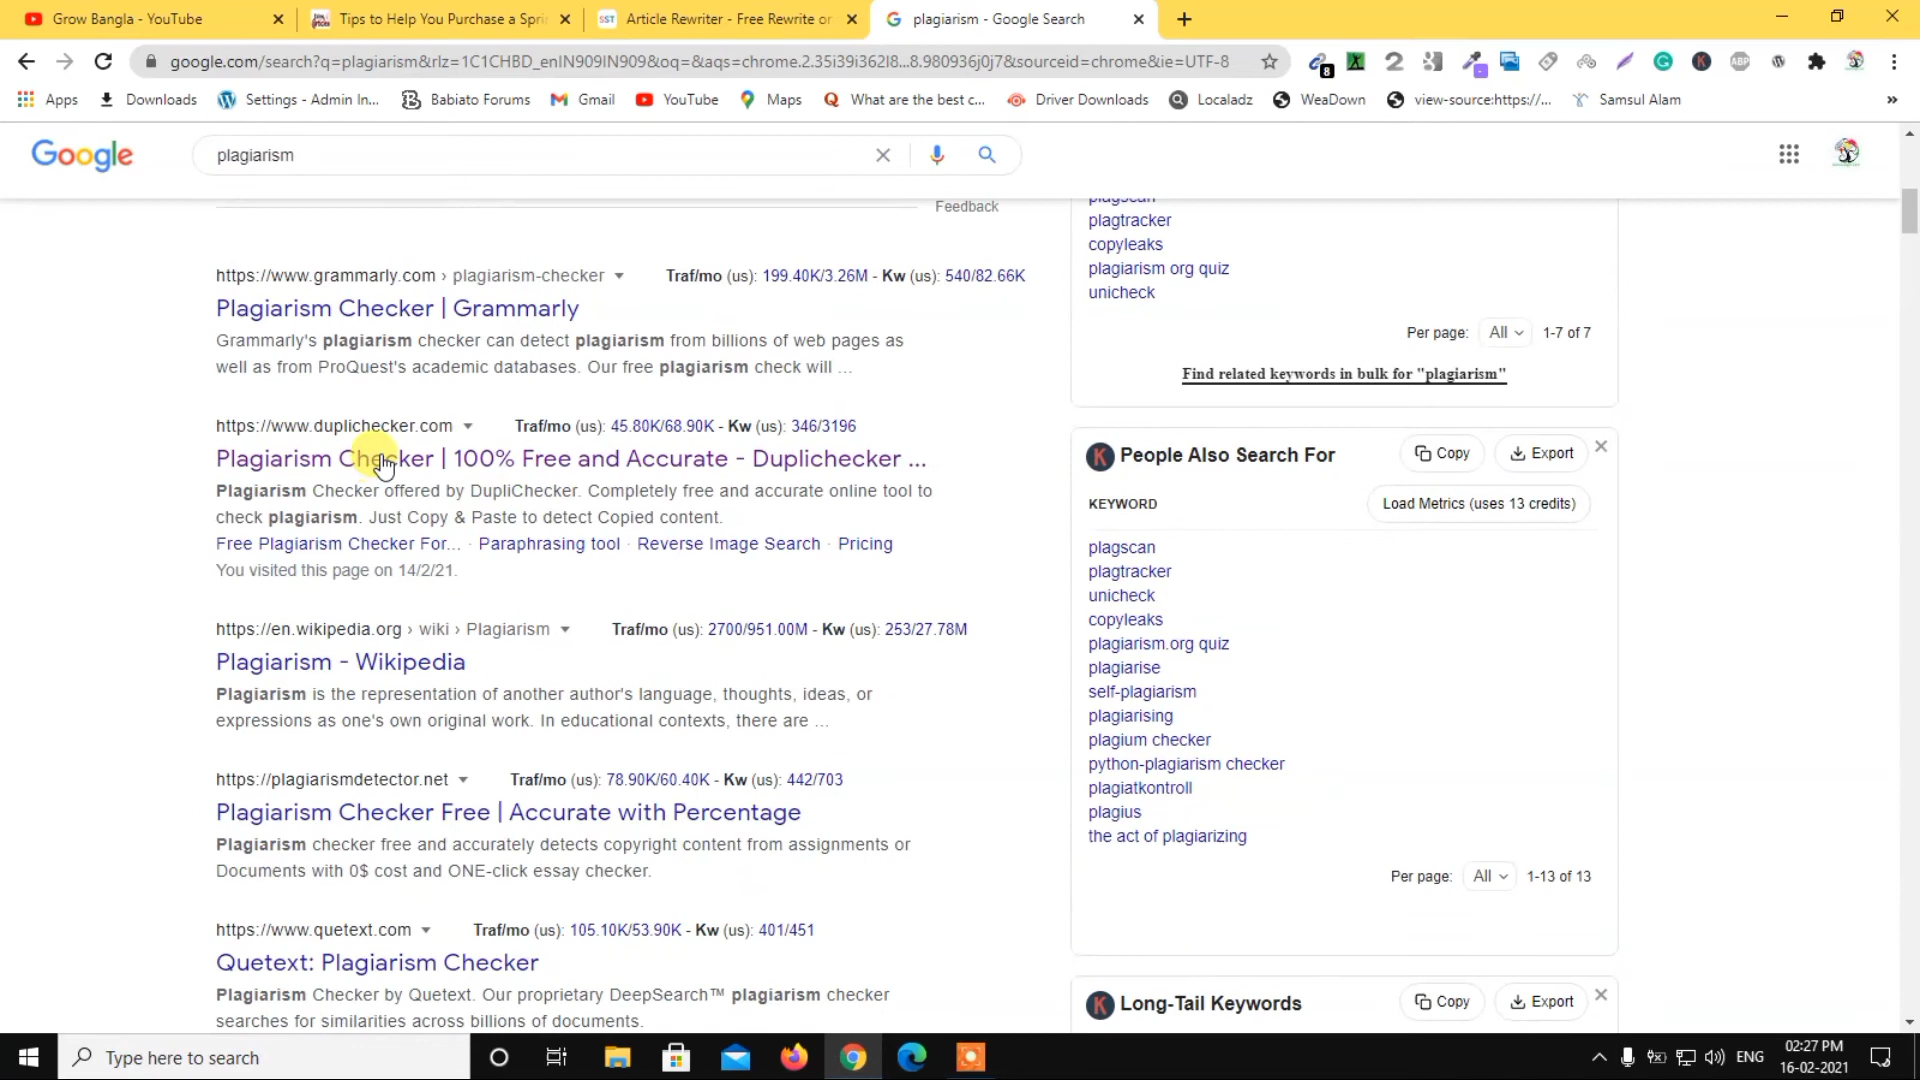 Grow Bangla - YouTube
Tips to Help You Purchase a Spri
SST Article Rewriter - Free Rewrite or
plagiarism - Google Search
google.com/search?q=plagiarism&rlz=1C1CHBD_enIN909IN909&oq=&aqs=chrome.2.35i39i362l8...8.980936j0j7&sourceid=chrome&ie=UTF-8
8
ABP
Apps
Downloads
Settings - Admin In...
Babiato Forums
Gmail
YouTube
Maps
What are the best c...
Driver Downloads
Localadz
WeaDown
view-source:https://...
Samsul Alam
Google
plagiarism
Feedback
https://www.grammarly.com › plagiarism-checker Traf/mo (us): 199.40K/3.26M - Kw (us): 540/82.66K
Plagiarism Checker | Grammarly
Grammarly's plagiarism checker can detect plagiarism from billions of web pages as
well as from ProQuest's academic databases. Our free plagiarism check will ...
https://www.duplichecker.com Traf/mo (us): 45.80K/68.90K - Kw (us): 346/3196
Plagiarism Checker | 100% Free and Accurate - Duplichecker ...
Plagiarism Checker offered by DupliChecker. Completely free and accurate online tool to
check plagiarism. Just Copy & Paste to detect Copied content.
Free Plagiarism Checker For... · Paraphrasing tool · Reverse Image Search · Pricing
You visited this page on 14/2/21.
https://en.wikipedia.org › wiki › Plagiarism Traf/mo (us): 2700/951.00M - Kw (us): 253/27.78M
Plagiarism - Wikipedia
Plagiarism is the representation of another author's language, thoughts, ideas, or
expressions as one's own original work. In educational contexts, there are ...
https://plagiarismdetector.net Traf/mo (us): 78.90K/60.40K - Kw (us): 442/703
Plagiarism Checker Free | Accurate with Percentage
Plagiarism checker free and accurately detects copyright content from assignments or
Documents with 0$ cost and ONE-click essay checker.
https://www.quetext.com Traf/mo (us): 105.10K/53.90K - Kw (us): 401/451
Quetext: Plagiarism Checker
Plagiarism Checker by Quetext. Our proprietary DeepSearch™ plagiarism checker
searches for similarities across billions of documents.
plagscan
plagtracker
copyleaks
plagiarism org quiz
unicheck
Per page: All 1-7 of 7
Find related keywords in bulk for "plagiarism"
K People Also Search For
Copy
Export
KEYWORD
Load Metrics (uses 13 credits)
plagscan
plagtracker
unicheck
copyleaks
plagiarism.org quiz
plagiarise
self-plagiarism
plagiarising
plagium checker
python-plagiarism checker
plagiatkontroll
plagius
the act of plagiarizing
Per page: All 1-13 of 13
K Long-Tail Keywords
Copy
Export
Type here to search
ENG
02:27 PM
16-02-2021